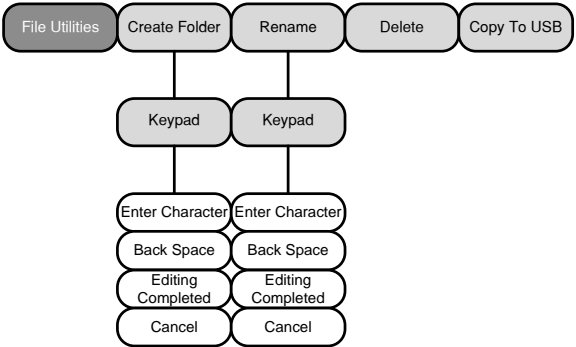 File Utilities
Create Folder
Rename
Delete
Copy To USB
Keypad
Keypad
Enter Character
Enter Character
Back Space
Back Space
Editing
Completed
Editing
Completed
Cancel
Cancel